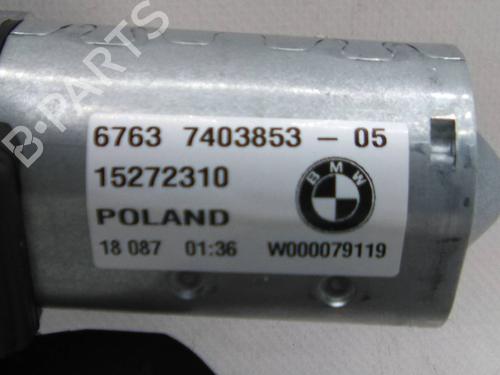 B-PARTS
6763 7403853 - 05
15272310
BMW
POLAND
18 087 01:36 W000079119